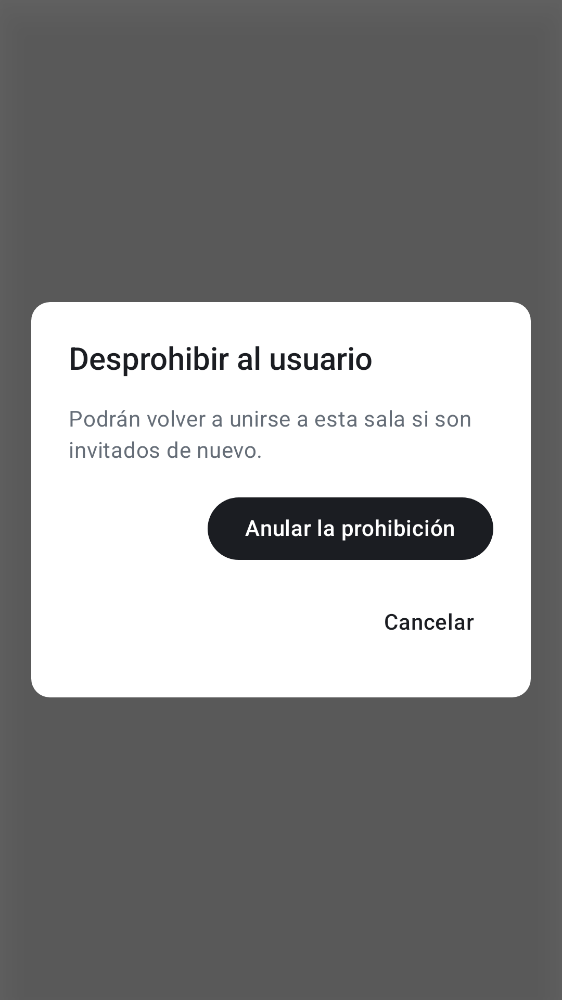 Desprohibir al usuario
Podrán volver a unirse a esta sala si son
invitados de nuevo.
Anular la prohibición
Cancelar